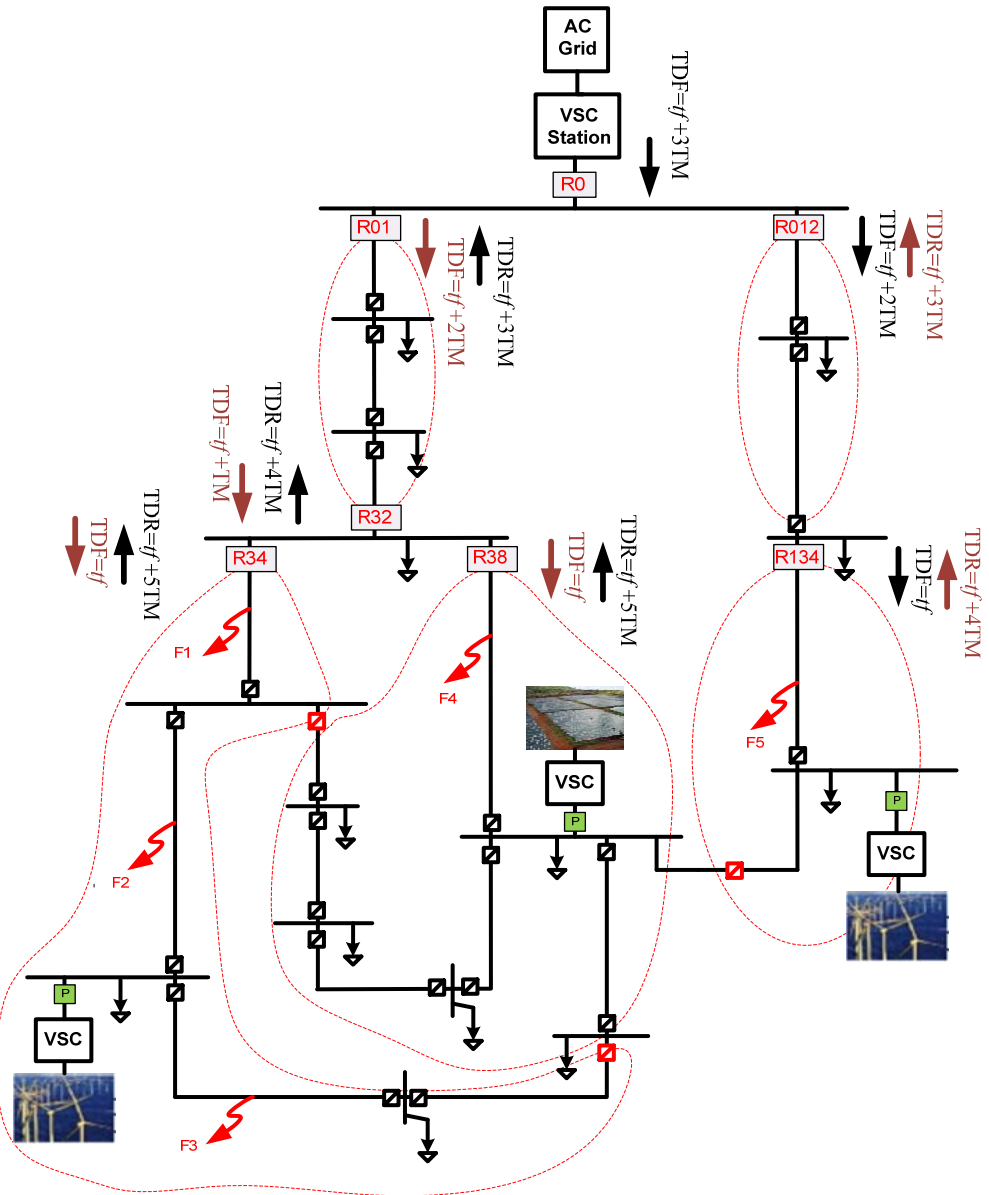 AC
Grid
TDF=tf+3TM
VSC
Station
R0
R01
R012
TDF=tf+2TM
TDR=tf+3TM
TDF=tf+2TM
TDR=tf+3TM
TDF=tf+TM
TDR=tf+4TM
R32
TDF=tf
TDR=tf+5TM
R34
R38
TDF=tf
TDR=tf+5TM
R134
TDF=tf
TDR=tf+4TM
F1
F4
F5
VSC
P
P
VSC
F2
P
VSC
F3